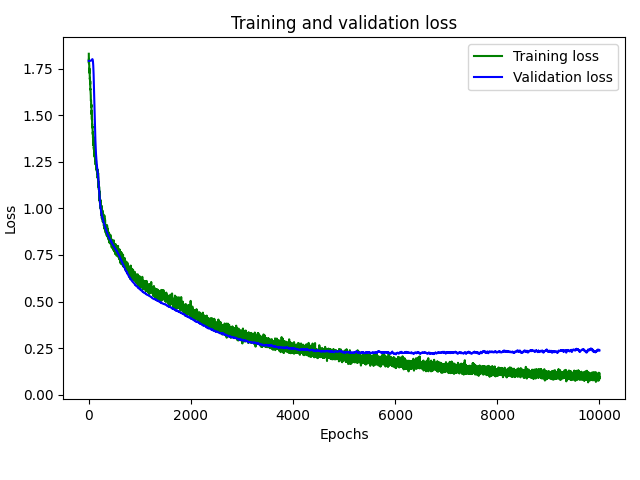 Training and validation loss
Training loss
Validation loss
1.75
1.50
1.25
1.00
0.75
0.50
0.25
0.00
Loss
0 2000 4000 6000 8000 10000
Epochs